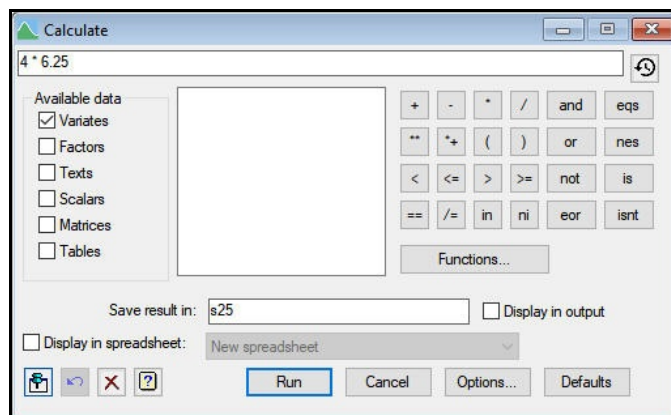 Calculate
4 * 6.25
Available data
Variates
Factors
Texts
Scalars
Matrices
Tables
+ - * / and eqs
** *+ ( ) or nes
< <= > >= not is
== /= in ni eor isnt
Functions...
Save result in: s25 Display in output
Display in spreadsheet: New spreadsheet
Run Cancel Options... Defaults